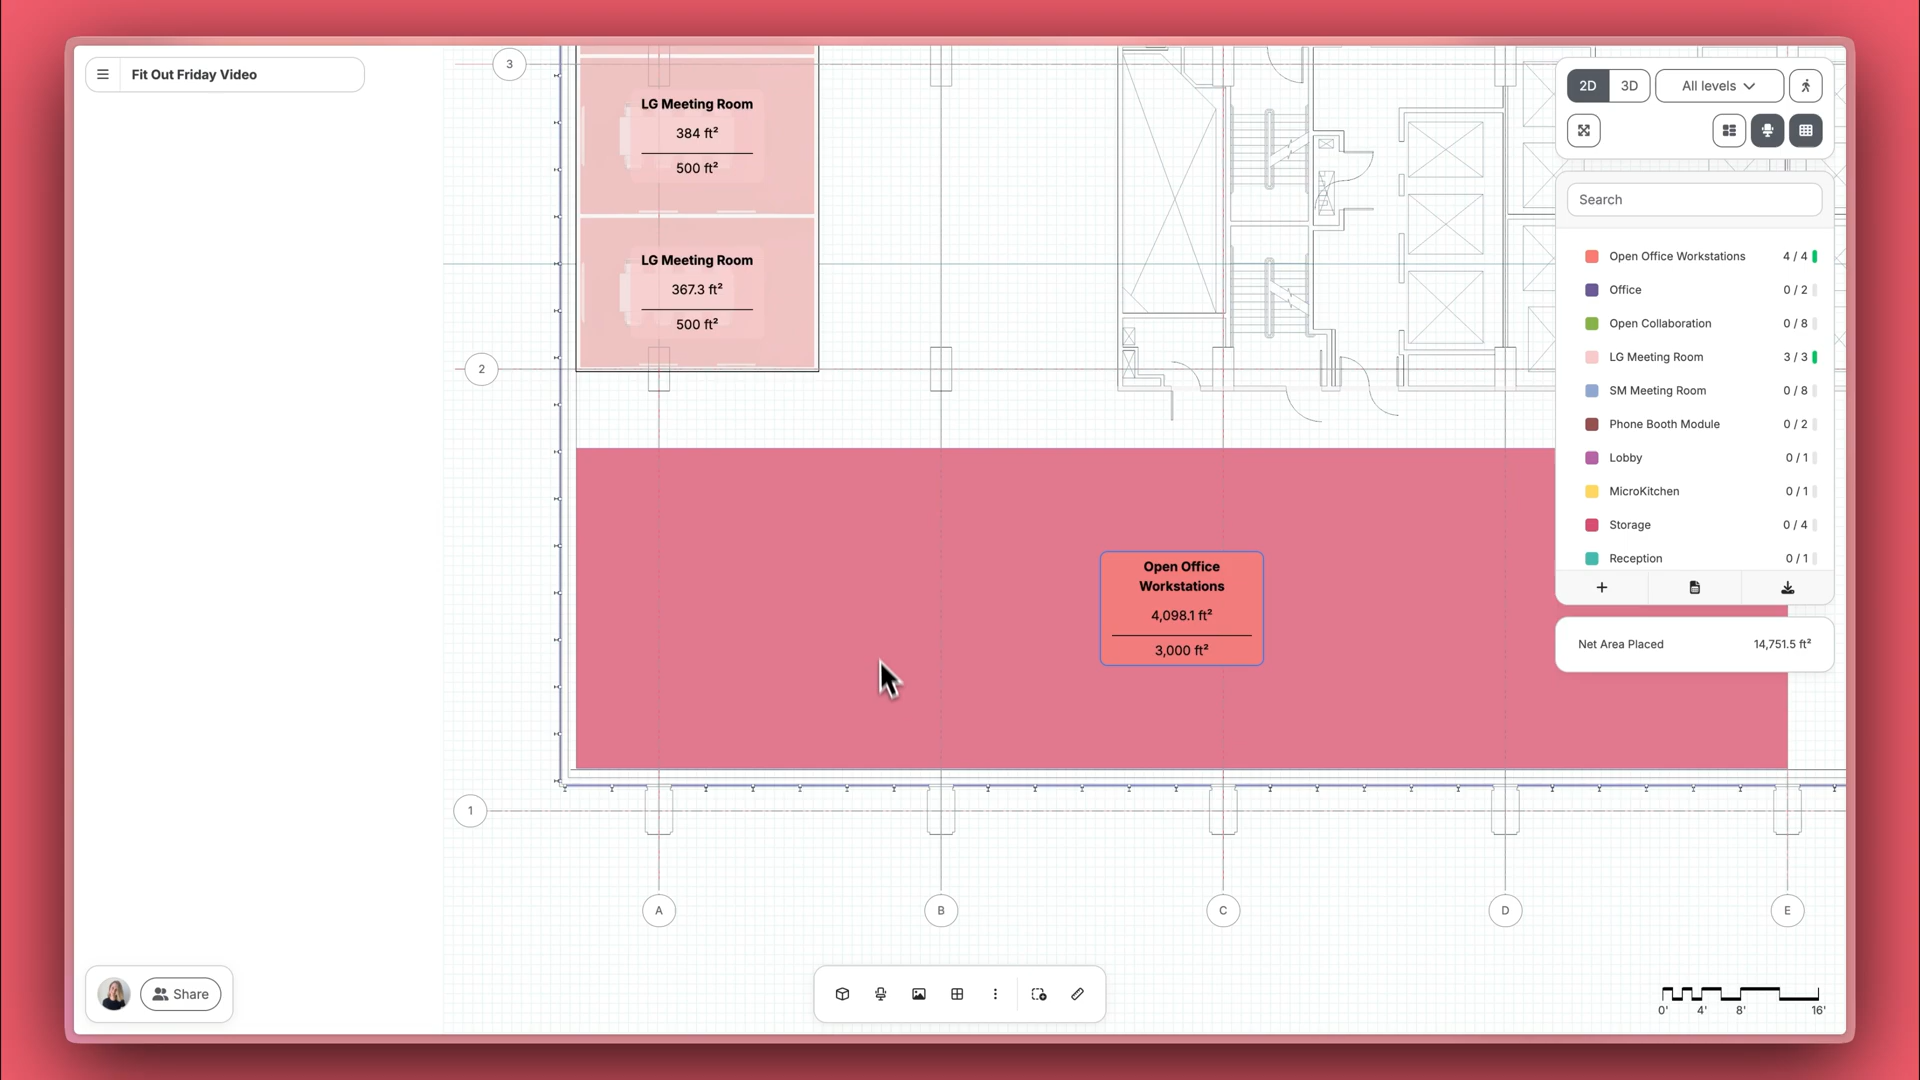 Fit Out Friday Video
3
LG Meeting Room
384 ft²
500 ft²
LG Meeting Room
367.3 ft²
500 ft²
2
Open Office
Workstations
4,098.1 ft²
3,000 ft²
1
A
B
C
D
E
2D
3D
All levels
Search
Open Office Workstations 4 / 4
Office 0 / 2
Open Collaboration 0 / 8
LG Meeting Room 3 / 3
SM Meeting Room 0 / 8
Phone Booth Module 0 / 2
Lobby 0 / 1
MicroKitchen 0 / 1
Storage 0 / 4
Reception 0 / 1
Net Area Placed 14,751.5 ft²
Share
0' 4' 8' 16'